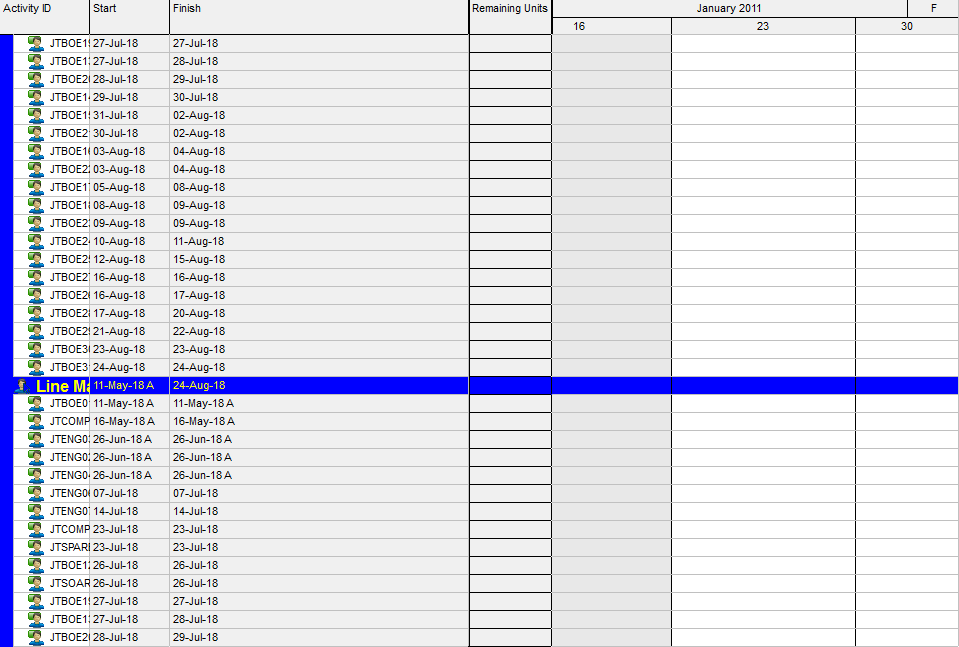 Activity ID Start Finish Remaining Units January 2011 F
16 23 30
JTBOE1 27-Jul-18 27-Jul-18
JTBOE1 27-Jul-18 28-Jul-18
JTBOE2 28-Jul-18 29-Jul-18
JTBOE1 29-Jul-18 30-Jul-18
JTBOE1 31-Jul-18 02-Aug-18
JTBOE2 30-Jul-18 02-Aug-18
JTBOE1 03-Aug-18 04-Aug-18
JTBOE2 03-Aug-18 04-Aug-18
JTBOE1 05-Aug-18 08-Aug-18
JTBOE1 08-Aug-18 09-Aug-18
JTBOE2 09-Aug-18 09-Aug-18
JTBOE2 10-Aug-18 11-Aug-18
JTBOE2 12-Aug-18 15-Aug-18
JTBOE2 16-Aug-18 16-Aug-18
JTBOE2 16-Aug-18 17-Aug-18
JTBOE2 17-Aug-18 20-Aug-18
JTBOE2 21-Aug-18 22-Aug-18
JTBOE3 23-Aug-18 23-Aug-18
JTBOE3 24-Aug-18 24-Aug-18
Line Ma 11-May-18 A 24-Aug-18
JTBOE0 11-May-18 A 11-May-18 A
JTCOMP 16-May-18 A 16-May-18 A
JTENG0 26-Jun-18 A 26-Jun-18 A
JTENG0 26-Jun-18 A 26-Jun-18 A
JTENG0 26-Jun-18 A 26-Jun-18 A
JTENG0 07-Jul-18 07-Jul-18
JTENG0 14-Jul-18 14-Jul-18
JTCOMP 23-Jul-18 23-Jul-18
JTSPAR 23-Jul-18 23-Jul-18
JTBOE1 26-Jul-18 26-Jul-18
JTSOAR 26-Jul-18 26-Jul-18
JTBOE1 27-Jul-18 27-Jul-18
JTBOE1 27-Jul-18 28-Jul-18
JTBOE2 28-Jul-18 29-Jul-18